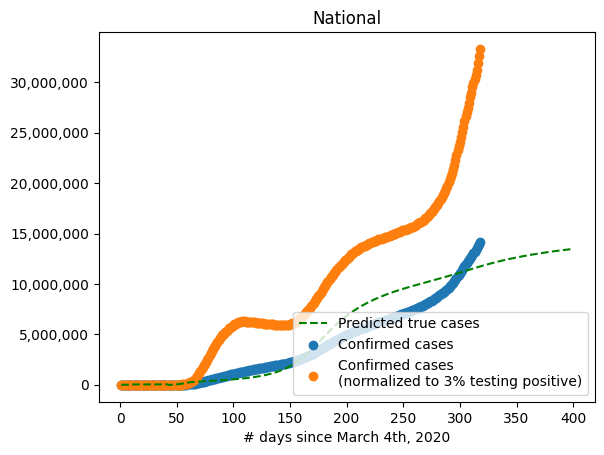 National
30,000,000
25,000,000
20,000,000
15,000,000
10,000,000
5,000,000
0
Predicted true cases
Confirmed cases
Confirmed cases
(normalized to 3% testing positive)
0 50 100 150 200 250 300 350 400
# days since March 4th, 2020